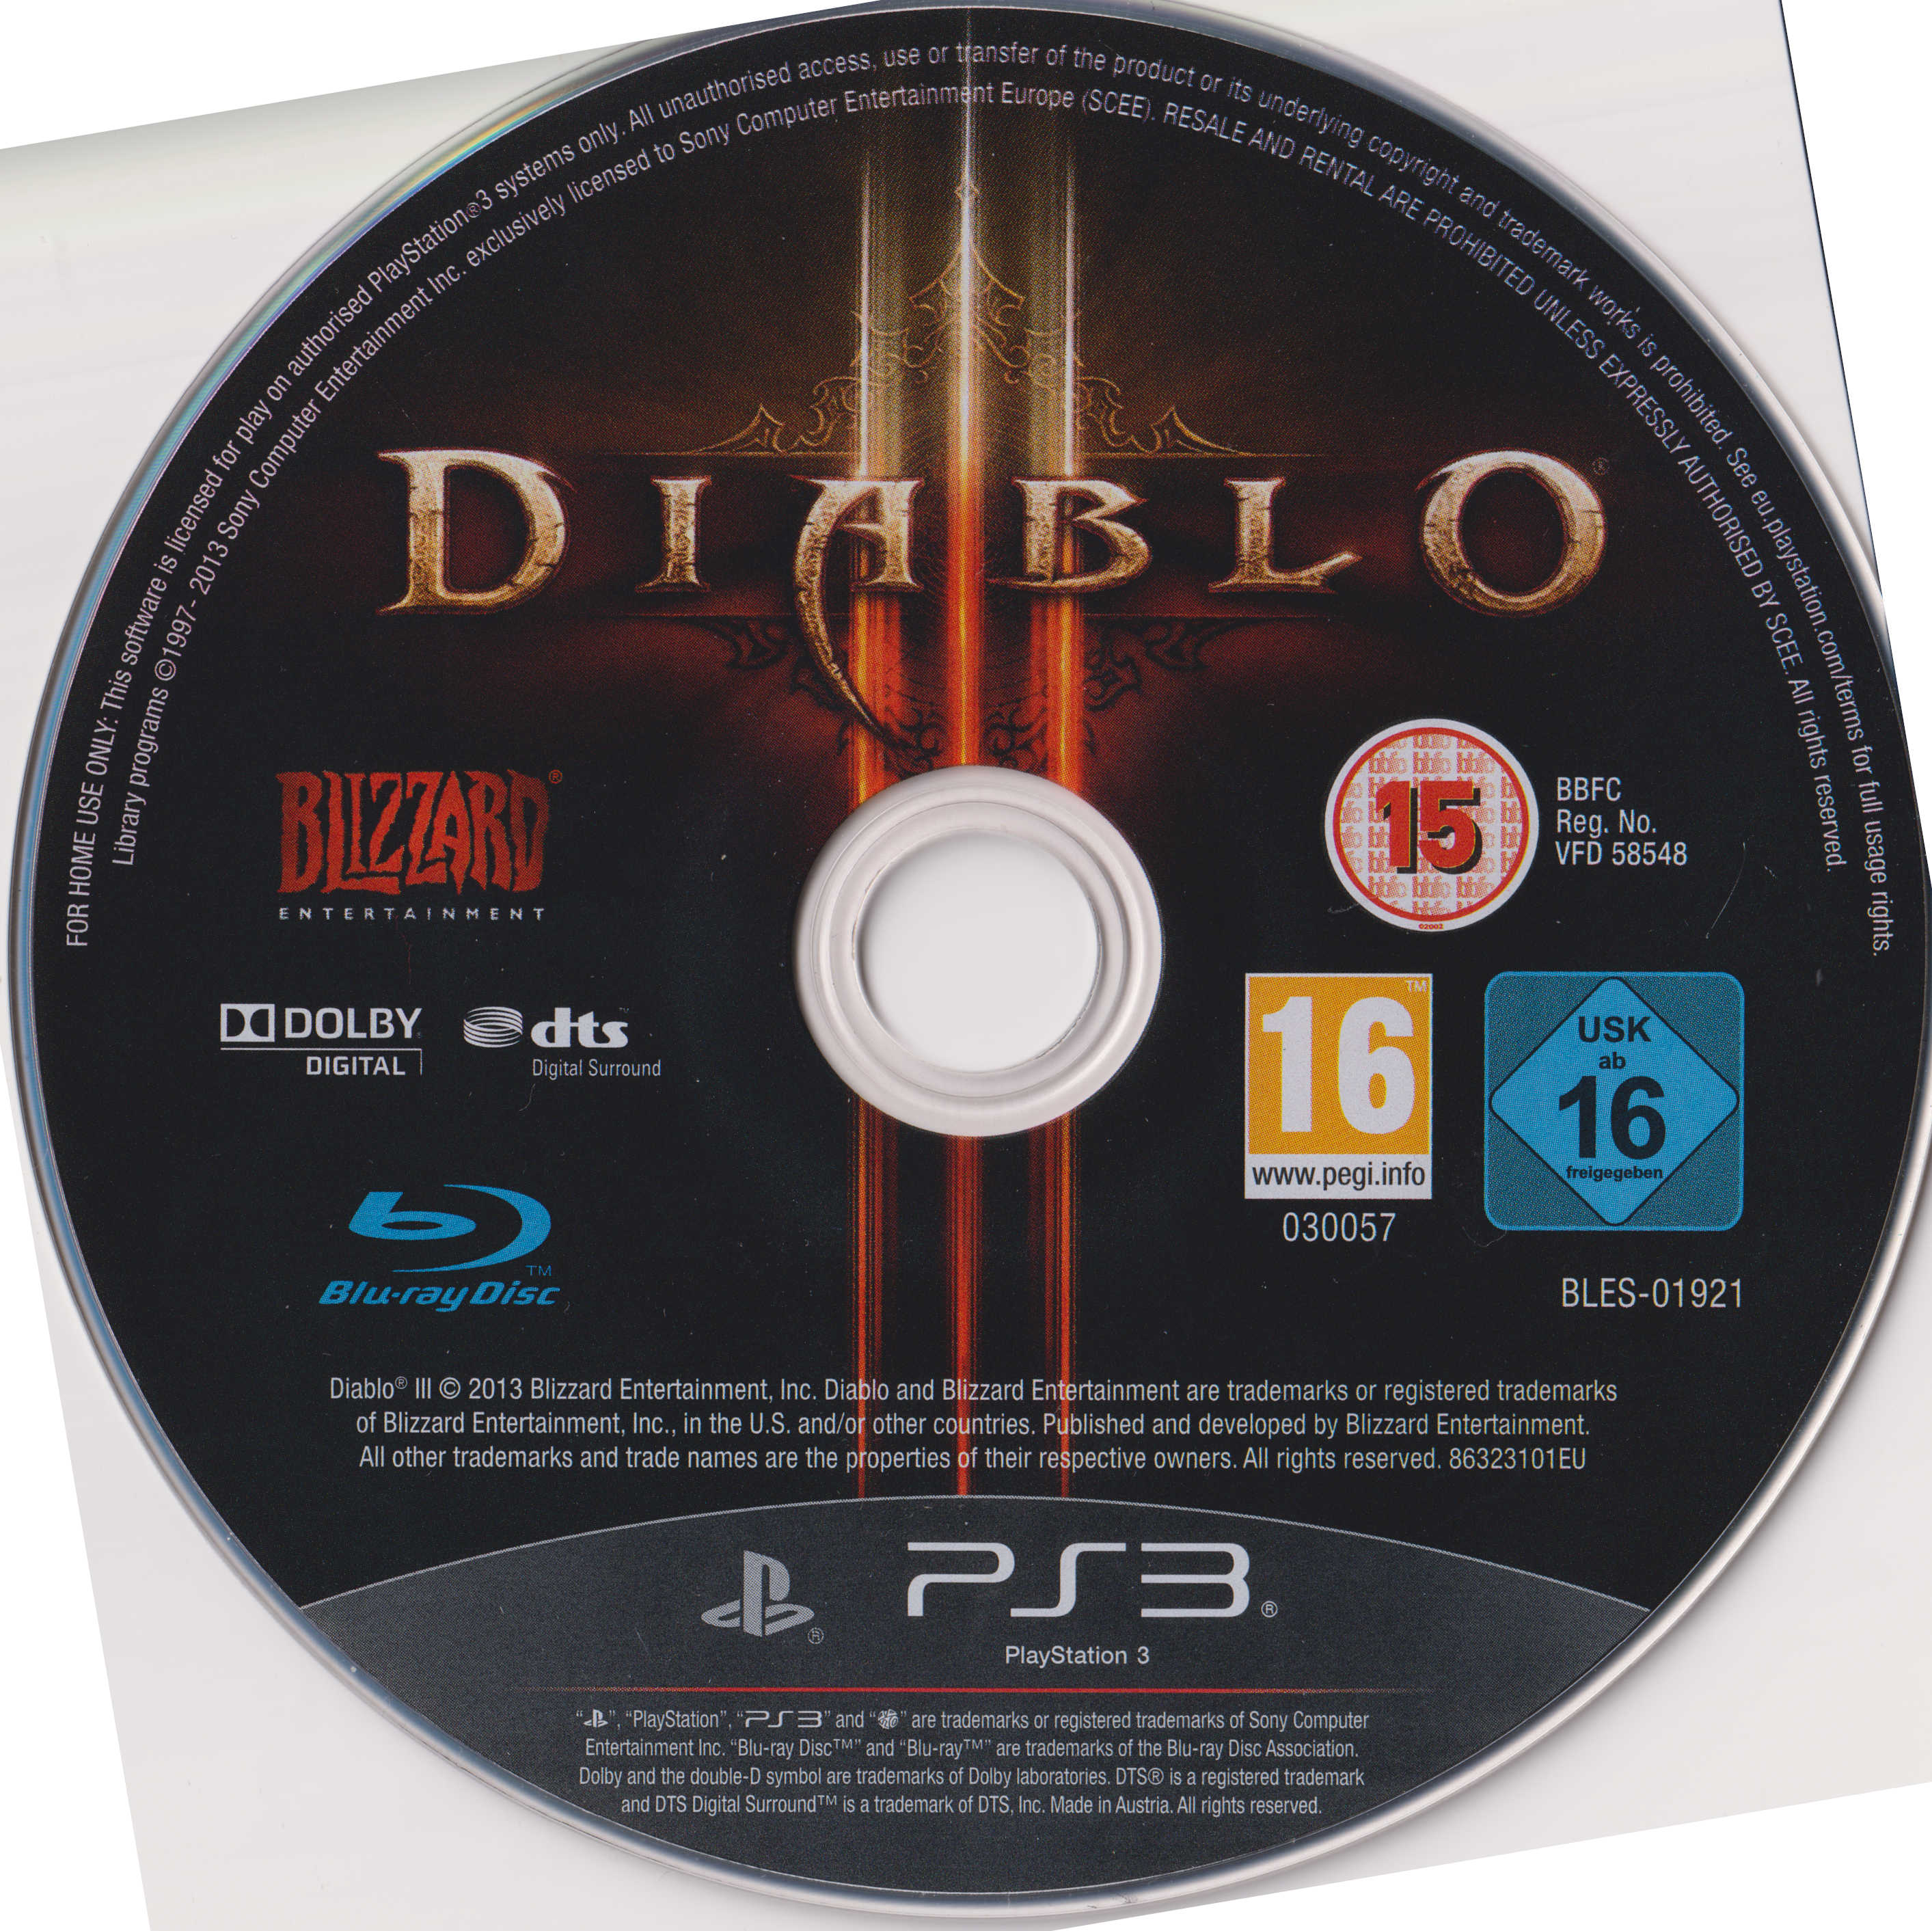 FOR HOME USE ONLY: This software is licensed for play on authorised PlayStation®3 systems only. All unauthorised access, use or transfer of the product or its underlying copyright and trademark works is prohibited. See eu.playstation.com/terms for full usage rights.
Library programs ©1997- 2013 Sony Computer Entertainment Inc. exclusively licensed to Sony Computer Entertainment Europe (SCEE). RESALE AND RENTAL ARE PROHIBITED UNLESS EXPRESSLY AUTHORISED BY SCEE. All rights reserved.
DIABLO®
BLIZZARD®
ENTERTAINMENT
bbfc
15
©2002
BBFC
Reg. No.
VFD 58548
DOLBY
DIGITAL
dts
Digital Surround
16™
www.pegi.info
030057
USK
ab
16
freigegeben
Blu-ray Disc™
BLES-01921
Diablo® III © 2013 Blizzard Entertainment, Inc. Diablo and Blizzard Entertainment are trademarks or registered trademarks
of Blizzard Entertainment, Inc., in the U.S. and/or other countries. Published and developed by Blizzard Entertainment.
All other trademarks and trade names are the properties of their respective owners. All rights reserved. 86323101EU
PS3®
PlayStation 3
“ ”, “PlayStation”, “PS3” and “ ” are trademarks or registered trademarks of Sony Computer
Entertainment Inc. “Blu-ray Disc™” and “Blu-ray™” are trademarks of the Blu-ray Disc Association.
Dolby and the double-D symbol are trademarks of Dolby laboratories. DTS® is a registered trademark
and DTS Digital Surround™ is a trademark of DTS, Inc. Made in Austria. All rights reserved.